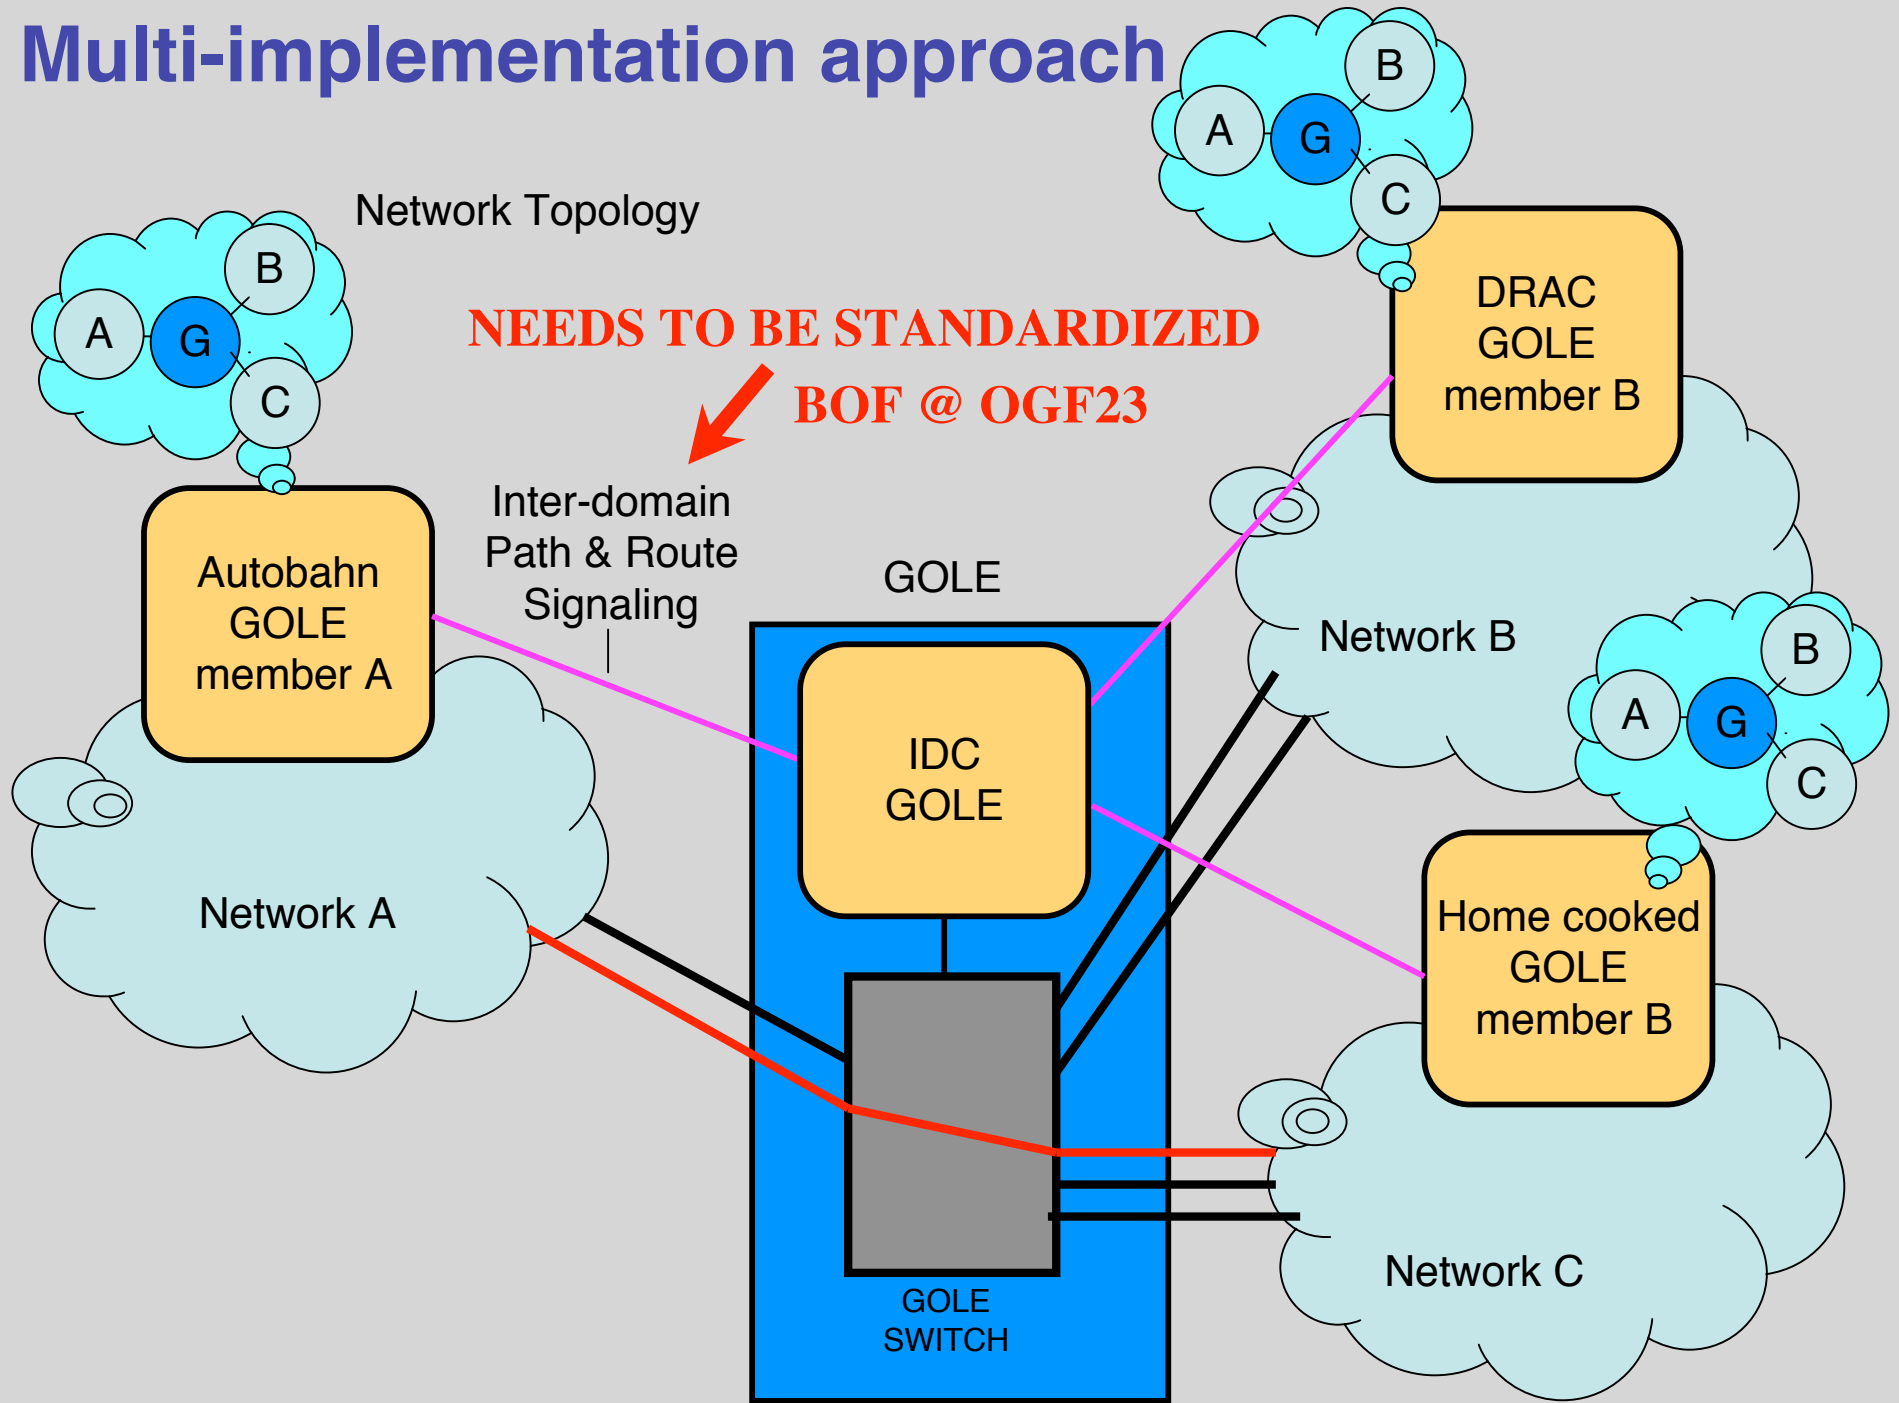 Multi-implementation approach
B
A
G
C
Network Topology
B
A
G
C
NEEDS TO BE STANDARDIZED
BOF @ OGF23
DRAC
GOLE
member B
Inter-domain
Path & Route
Signaling
Autobahn
GOLE
member A
GOLE
Network B
B
A
G
C
IDC
GOLE
Network A
Home cooked
GOLE
member B
Network C
GOLE
SWITCH